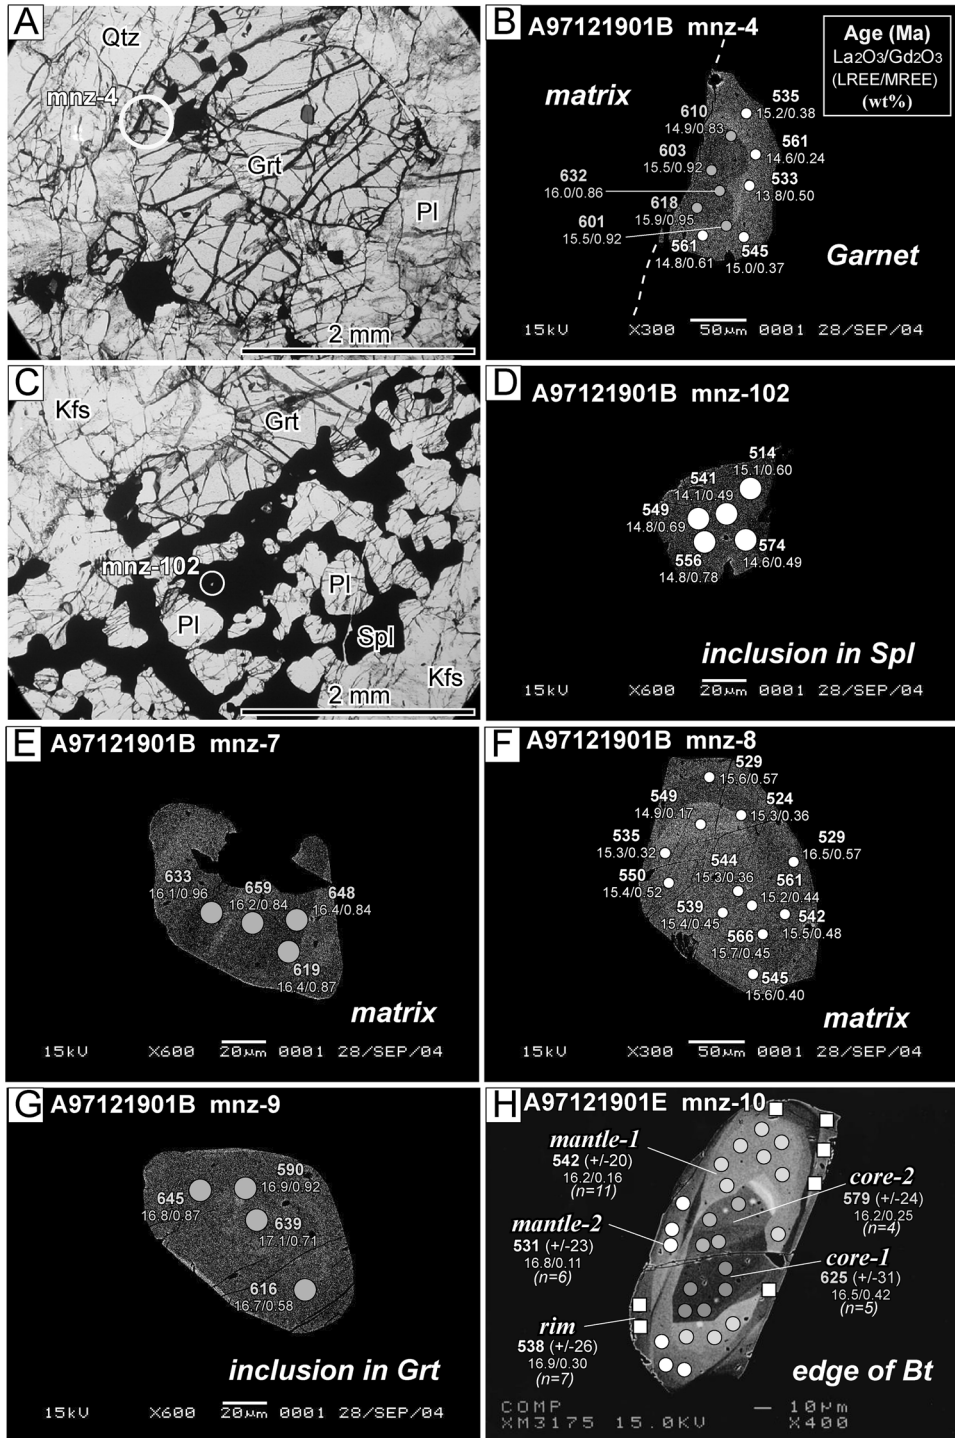 A
Qtz
mnz-4
Grt
Pl
2 mm
B
A97121901B mnz-4
Age (Ma)
La2O3/Gd2O3
(LREE/MREE)
(wt%)
matrix
535
15.2/0.38
610
14.9/0.83
561
14.6/0.24
603
15.5/0.92
533
13.8/0.50
632
16.0/0.86
618
15.9/0.95
601
15.5/0.92
561
14.8/0.61
545
15.0/0.37
Garnet
15kV X300 50μm 0001 28/SEP/04
C
Kfs
Grt
mnz-102
Pl
Pl
Spl
Kfs
2 mm
D
A97121901B mnz-102
514
15.1/0.60
541
14.1/0.49
549
14.8/0.69
556
14.8/0.78
574
14.6/0.49
inclusion in Spl
15kV X600 20μm 0001 28/SEP/04
E
A97121901B mnz-7
633
16.1/0.96
659
16.2/0.84
648
16.4/0.84
619
16.4/0.87
matrix
15kV X600 20μm 0001 28/SEP/04
F
A97121901B mnz-8
529
15.6/0.57
549
14.9/0.17
524
15.3/0.36
535
15.3/0.32
529
16.5/0.57
544
15.3/0.36
550
15.4/0.52
561
15.2/0.44
539
15.4/0.45
542
15.5/0.48
566
15.7/0.45
545
15.6/0.40
matrix
15kV X300 50μm 0001 28/SEP/04
G
A97121901B mnz-9
590
16.9/0.92
645
16.8/0.87
639
17.1/0.71
616
16.7/0.58
inclusion in Grt
15kV X600 20μm 0001 28/SEP/04
H
A97121901E mnz-10
mantle-1
542 (+/-20)
16.2/0.16
(n=11)
core-2
579 (+/-24)
16.2/0.25
(n=4)
mantle-2
531 (+/-23)
16.8/0.11
(n=6)
core-1
625 (+/-31)
16.5/0.42
(n=5)
rim
538 (+/-26)
16.9/0.30
(n=7)
edge of Bt
COMP 10μm
XM3175 15.0KV X400